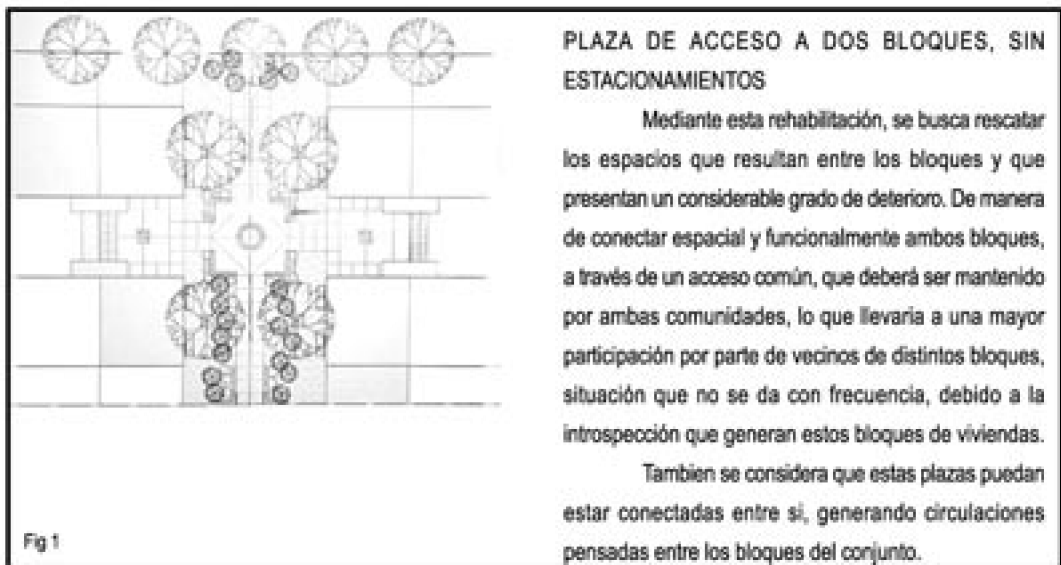 PLAZA DE ACCESO A DOS BLOQUES, SIN
ESTACIONAMIENTOS
Mediante esta rehabilitación, se busca rescatar
los espacios que resultan entre los bloques y que
presentan un considerable grado de deterioro. De manera
de conectar espacial y funcionalmente ambos bloques,
a través de un acceso común, que deberá ser mantenido
por ambas comunidades, lo que llevaria a una mayor
participación por parte de vecinos de distintos bloques,
situación que no se da con frecuencia, debido a la
introspección que generan estos bloques de viviendas.
Tambien se considera que estas plazas puedan
estar conectadas entre si, generando circulaciones
pensadas entre los bloques del conjunto.
Fig 1